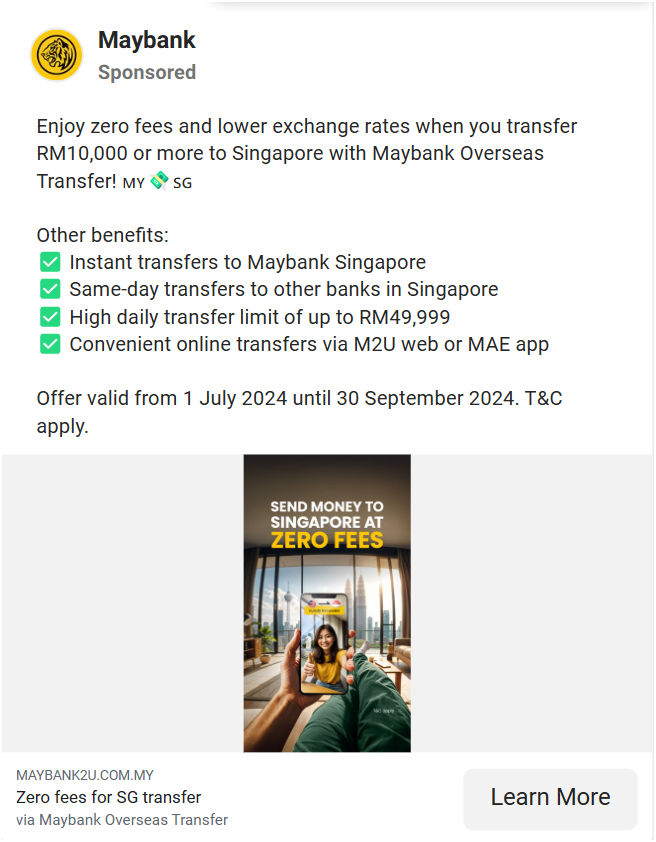 Maybank
Sponsored
Enjoy zero fees and lower exchange rates when you transfer
RM10,000 or more to Singapore with Maybank Overseas
Transfer! MY 💸 SG
Other benefits:
✅ Instant transfers to Maybank Singapore
✅ Same-day transfers to other banks in Singapore
✅ High daily transfer limit of up to RM49,999
✅ Convenient online transfers via M2U web or MAE app
Offer valid from 1 July 2024 until 30 September 2024. T&C
apply.
SEND MONEY TO
SINGAPORE AT
ZERO FEES
T&C apply
MAYBANK2U.COM.MY
Zero fees for SG transfer
via Maybank Overseas Transfer
Learn More